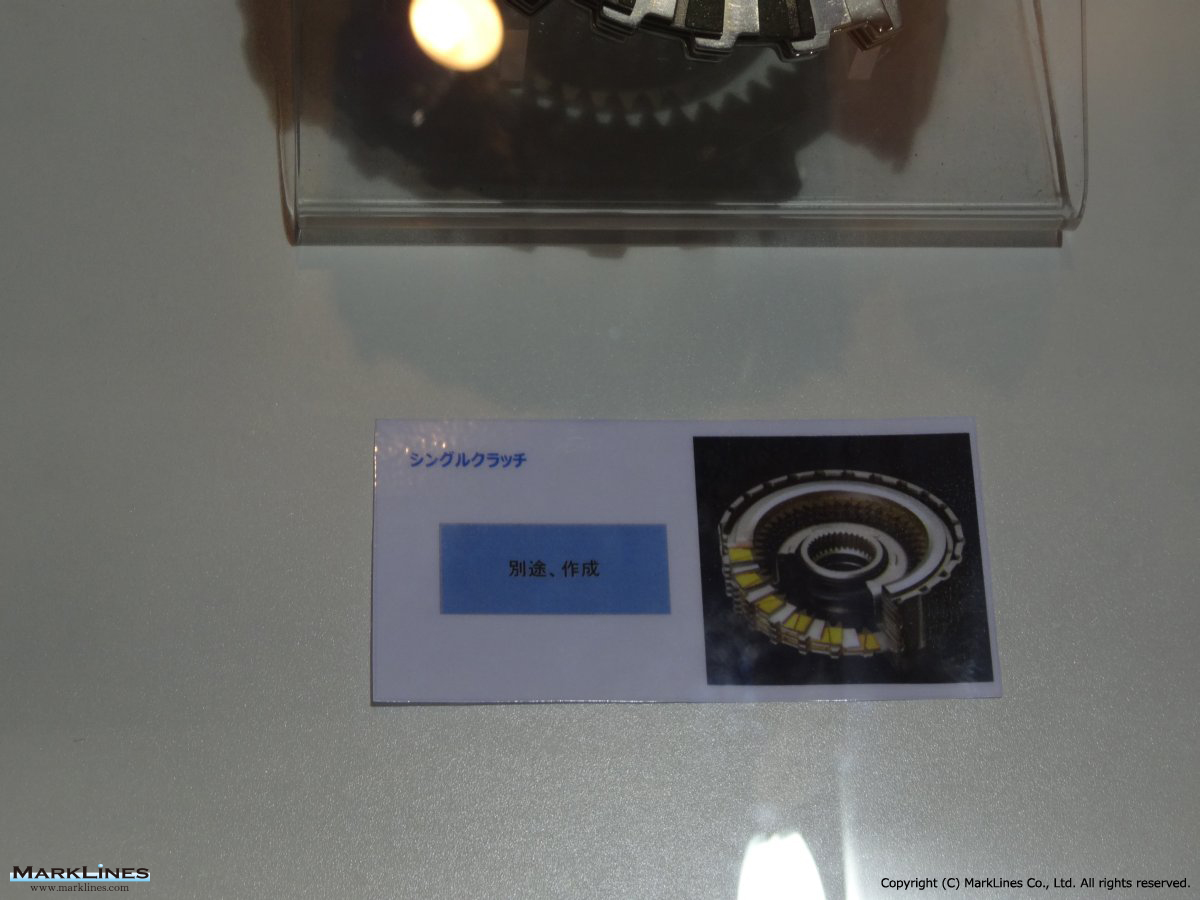 シングルクラッチ
別途、作成
MARKLINES
www.marklines.com
Copyright (C) MarkLines Co., Ltd. All rights reserved.